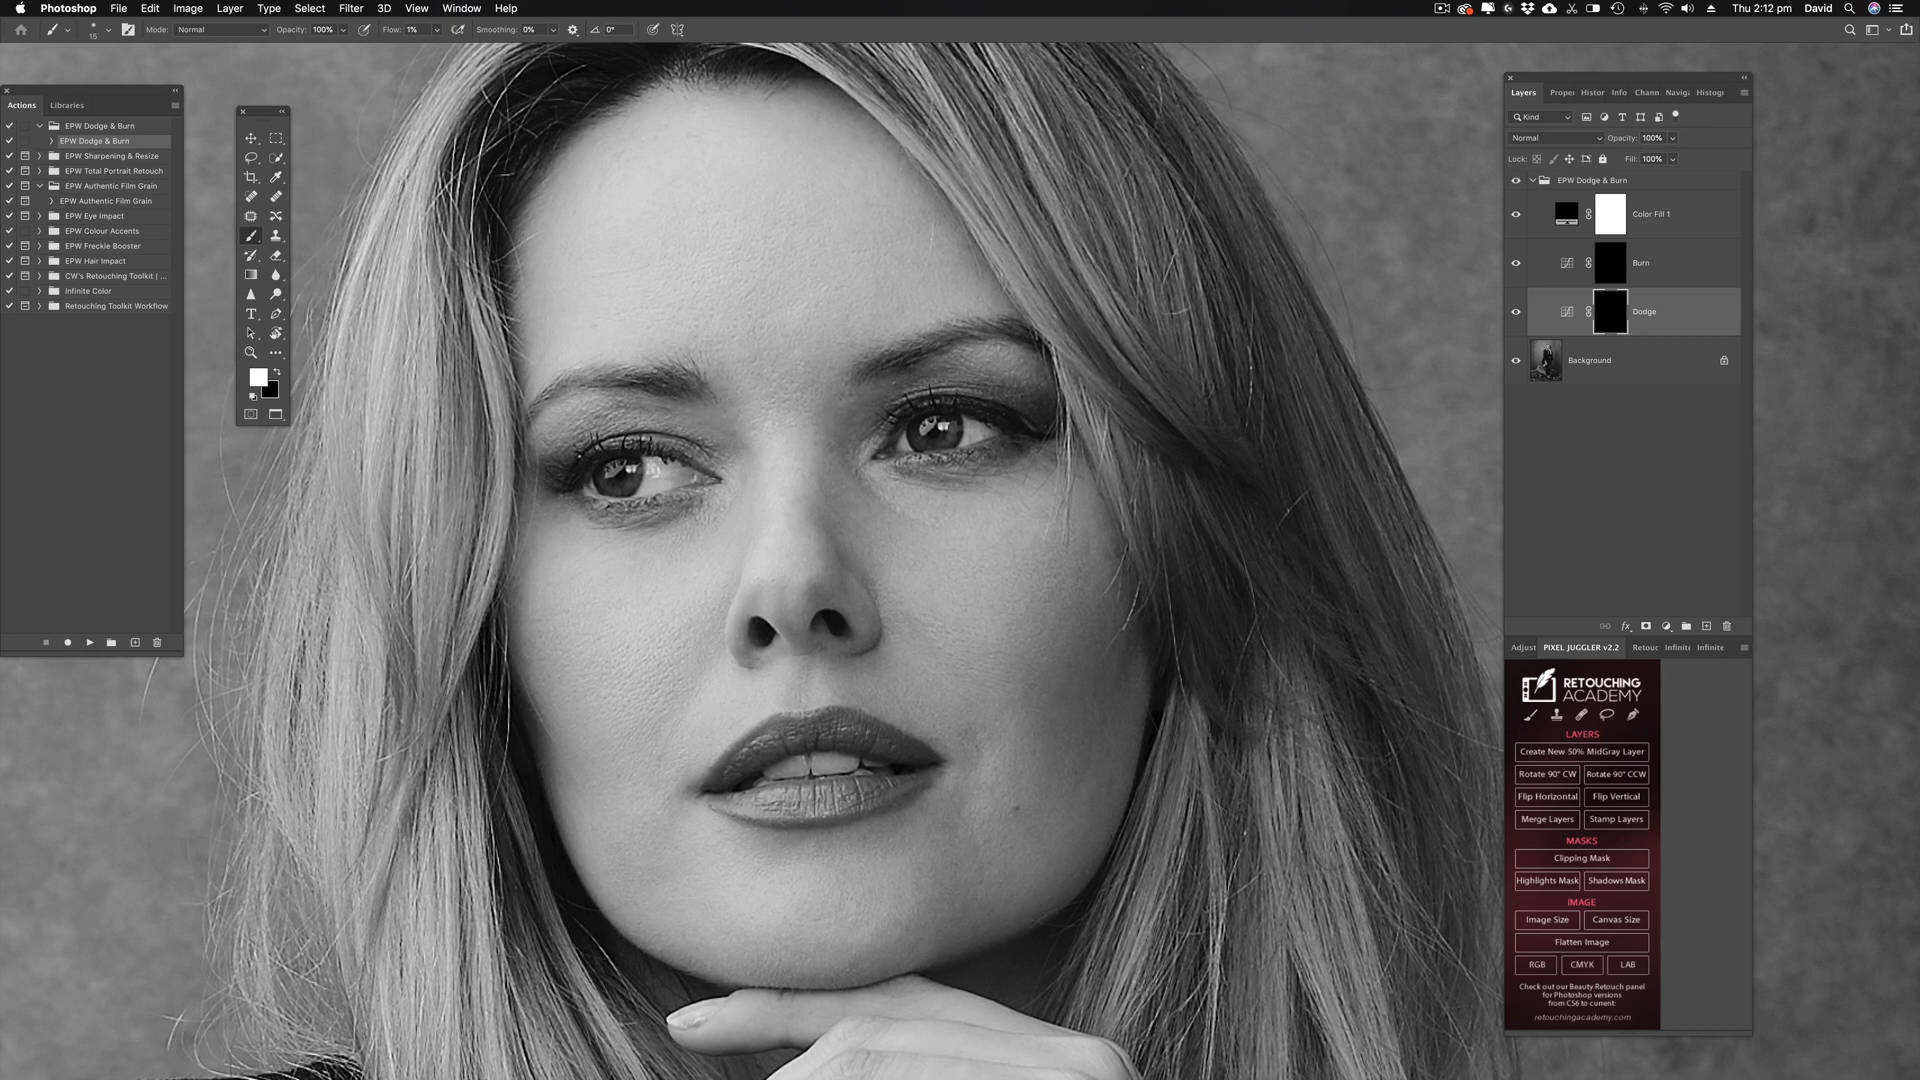 Photoshop File Edit Image Layer Type Select Filter 3D View Window Help Thu 2:12 pm David
15 Mode: Normal Opacity: 100% Flow: 1% Smoothing: 0% 0°
Actions Libraries
EPW Dodge & Burn
EPW Dodge & Burn
EPW Sharpening & Resize
EPW Total Portrait Retouch
EPW Authentic Film Grain
EPW Authentic Film Grain
EPW Eye Impact
EPW Colour Accents
EPW Freckle Booster
EPW Hair Impact
CW's Retouching Toolkit | ...
Infinite Color
Retouching Toolkit Workflow
Layers Proper Histor Info Chann Naviga Histogr
Kind
Normal Opacity: 100%
Lock: Fill: 100%
EPW Dodge & Burn
Color Fill 1
Burn
Dodge
Background
Adjust PIXEL JUGGLER v2.2 Retouc Infinite Infinite
RETOUCHING
ACADEMY
LAYERS
Create New 50% MidGray Layer
Rotate 90° CW Rotate 90° CCW
Flip Horizontal Flip Vertical
Merge Layers Stamp Layers
MASKS
Clipping Mask
Highlights Mask Shadows Mask
IMAGE
Image Size Canvas Size
Flatten Image
RGB CMYK LAB
Check out our Beauty Retouch panel
for Photoshop versions
from CS6 to current:
retouchingacademy.com